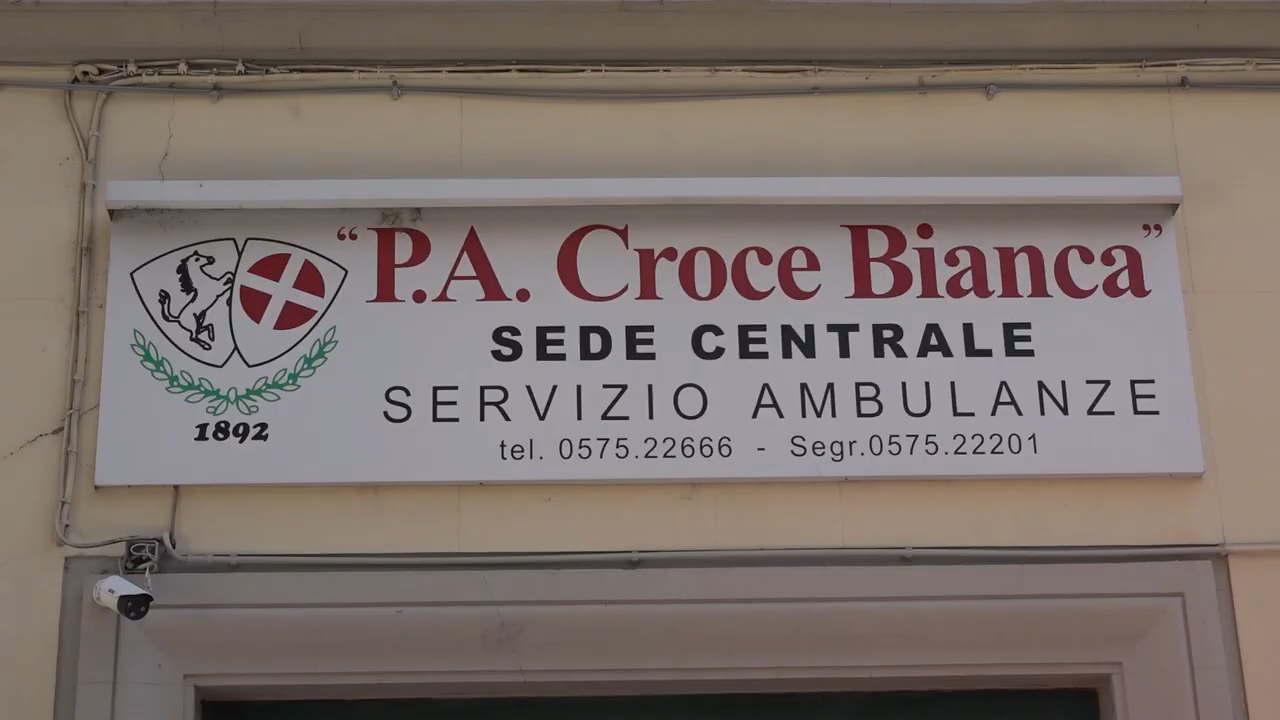 “P.A. Croce Bianca”
SEDE CENTRALE
SERVIZIO AMBULANZE
tel. 0575.22666 - Segr.0575.22201
1892